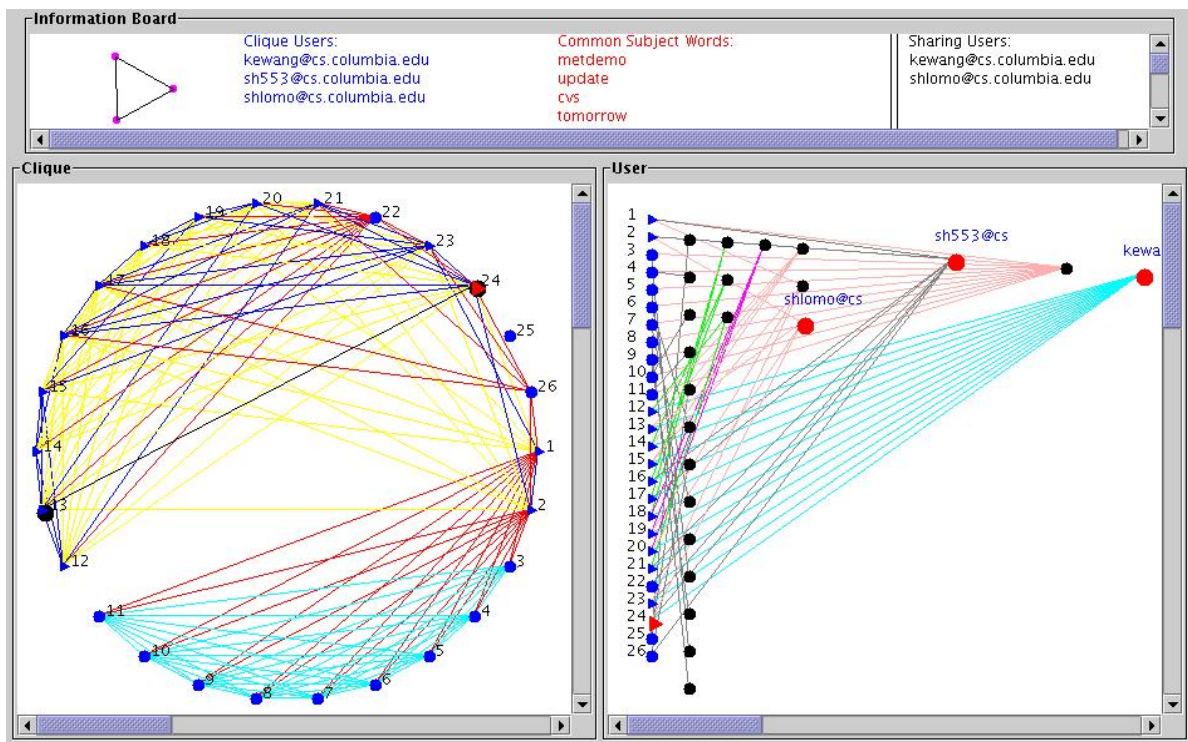 Information Board
Clique Users:
kewang@cs.columbia.edu
sh553@cs.columbia.edu
shlomo@cs.columbia.edu
Common Subject Words:
metdemo
update
cvs
tomorrow
Sharing Users:
kewang@cs.columbia.edu
shlomo@cs.columbia.edu
Clique
20
21
19
22
18
23
17
24
16
25
15
26
14
1
13
2
12
3
11
4
10
5
9
6
8
7
User
1
2
3
4
5
6
7
8
9
10
11
12
13
14
15
16
17
18
19
20
21
22
23
24
25
26
sh553@cs
kewa
shlomo@cs